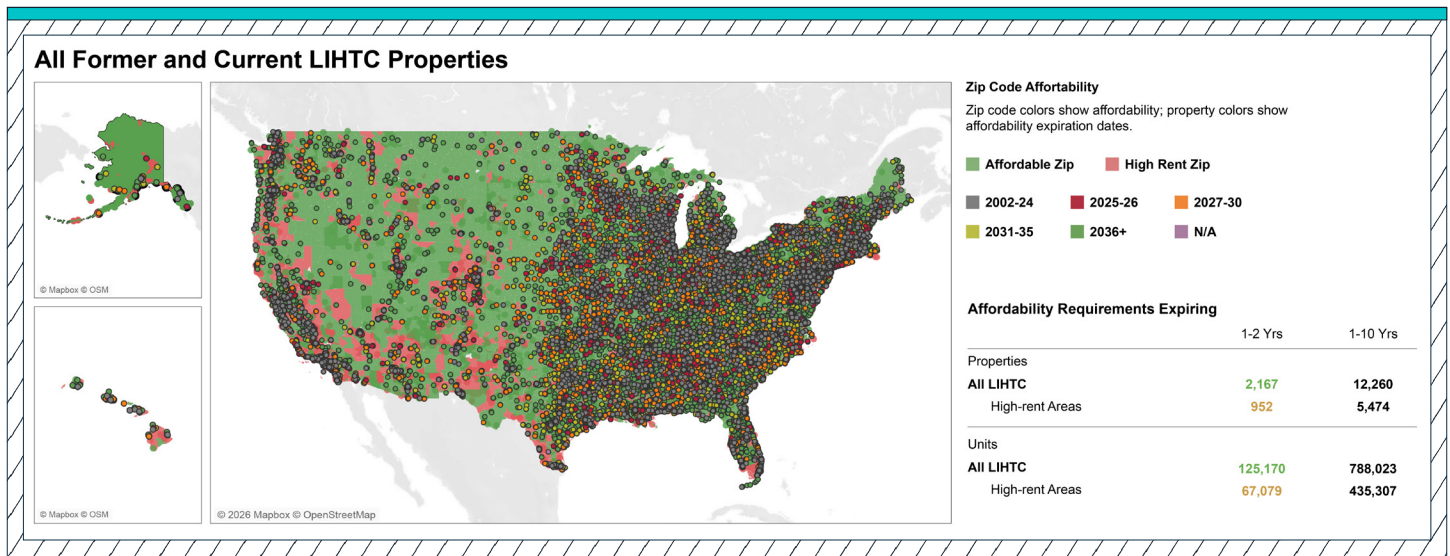 All Former and Current LIHTC Properties
© Mapbox © OSM
© Mapbox © OSM
© 2026 Mapbox © OpenStreetMap
Zip Code Affortability
Zip code colors show affordability; property colors show
affordability expiration dates.
Affordable Zip High Rent Zip
2002-24 2025-26 2027-30
2031-35 2036+ N/A
Affordability Requirements Expiring
1-2 Yrs 1-10 Yrs
Properties
All LIHTC 2,167 12,260
High-rent Areas 952 5,474
Units
All LIHTC 125,170 788,023
High-rent Areas 67,079 435,307